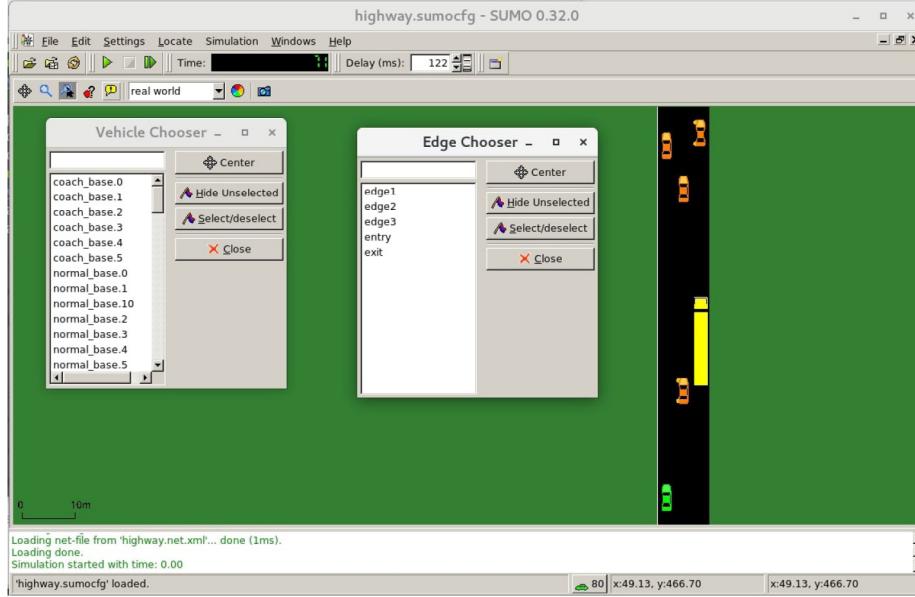 highway.sumocfg - SUMO 0.32.0
File Edit Settings Locate Simulation Windows Help
Time: Delay (ms): 122
real world
Vehicle Chooser
Center
coach_base.0
coach_base.1
Hide Unselected
coach_base.2
Select/deselect
coach_base.3
coach_base.4
Close
coach_base.5
normal_base.0
normal_base.1
normal_base.10
normal_base.2
normal_base.3
normal_base.4
normal_base.5
Edge Chooser
Center
edge1
edge2
Hide Unselected
edge3
Select/deselect
entry
exit
Close
0 10m
Loading net-file from 'highway.net.xml'... done (1ms).
Loading done.
Simulation started with time: 0.00
'highway.sumocfg' loaded.
80 x:49.13, y:466.70 x:49.13, y:466.70